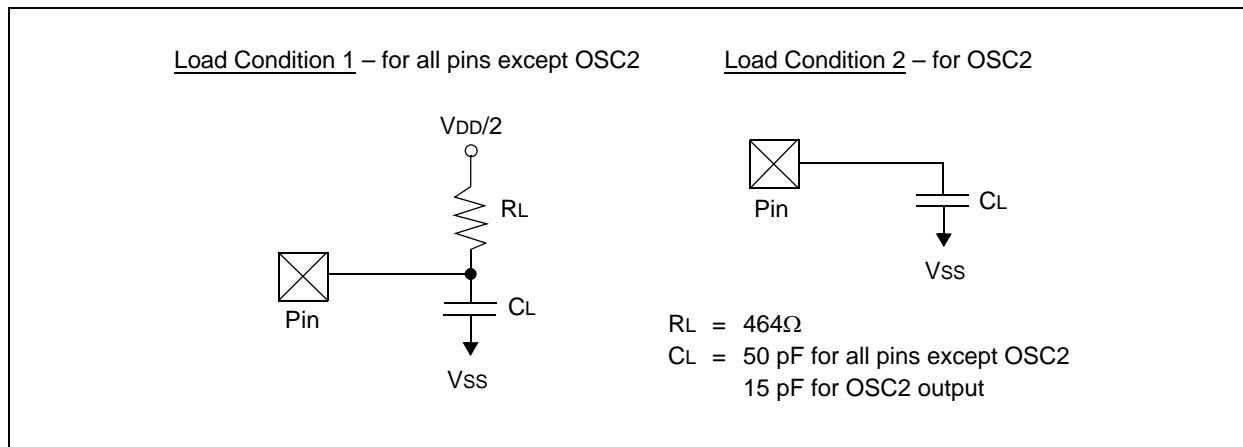 Load Condition 1 – for all pins except OSC2
VDD/2
RL
Pin
CL
VSS
Load Condition 2 – for OSC2
Pin
CL
VSS
RL = 464Ω
CL = 50 pF for all pins except OSC2
15 pF for OSC2 output